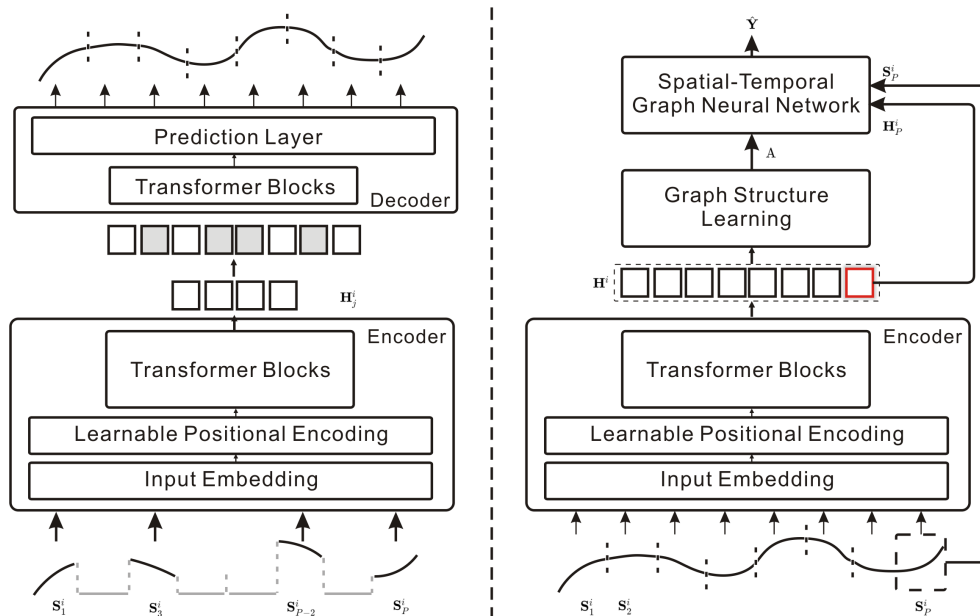 Prediction Layer
Transformer Blocks
Decoder
H^i_j
Encoder
Transformer Blocks
Learnable Positional Encoding
Input Embedding
S^i_1
S^i_3
S^i_{P-2}
S^i_P
Ŷ
Spatial-Temporal
Graph Neural Network
S^i_P
H^i_P
A
Graph Structure
Learning
H^i
Encoder
Transformer Blocks
Learnable Positional Encoding
Input Embedding
S^i_1
S^i_2
S^i_P